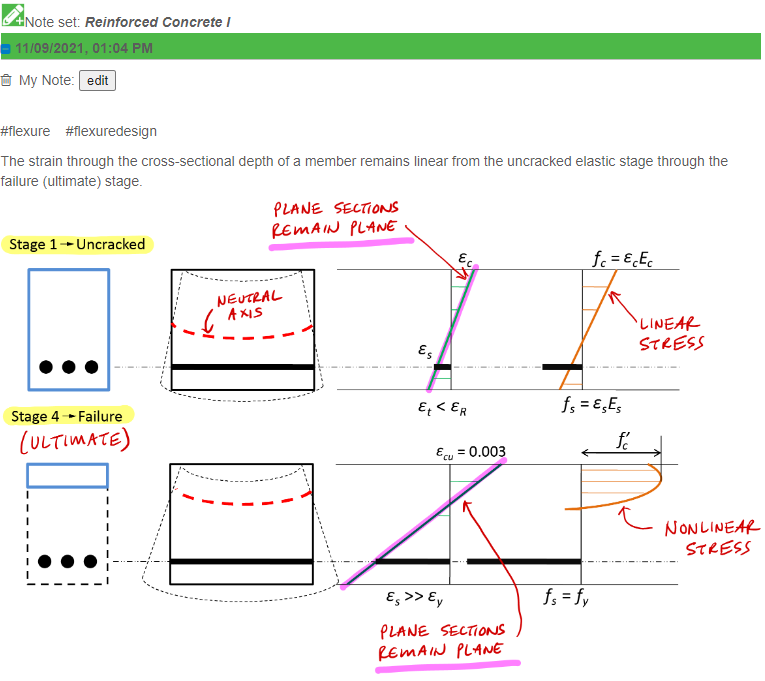 Note set: Reinforced Concrete I
11/09/2021, 01:04 PM
My Note: edit
#flexure #flexuredesign
The strain through the cross-sectional depth of a member remains linear from the uncracked elastic stage through the
failure (ultimate) stage.
PLANE SECTIONS
REMAIN PLANE
Stage 1→Uncracked
εc
fc = εcEc
NEUTRAL
AXIS
LINEAR
STRESS
εs
εt < εR
fs = εsEs
Stage 4→Failure
(ULTIMATE)
εcu = 0.003
f'c
NONLINEAR
STRESS
εs >> εy
fs = fy
PLANE SECTIONS
REMAIN PLANE